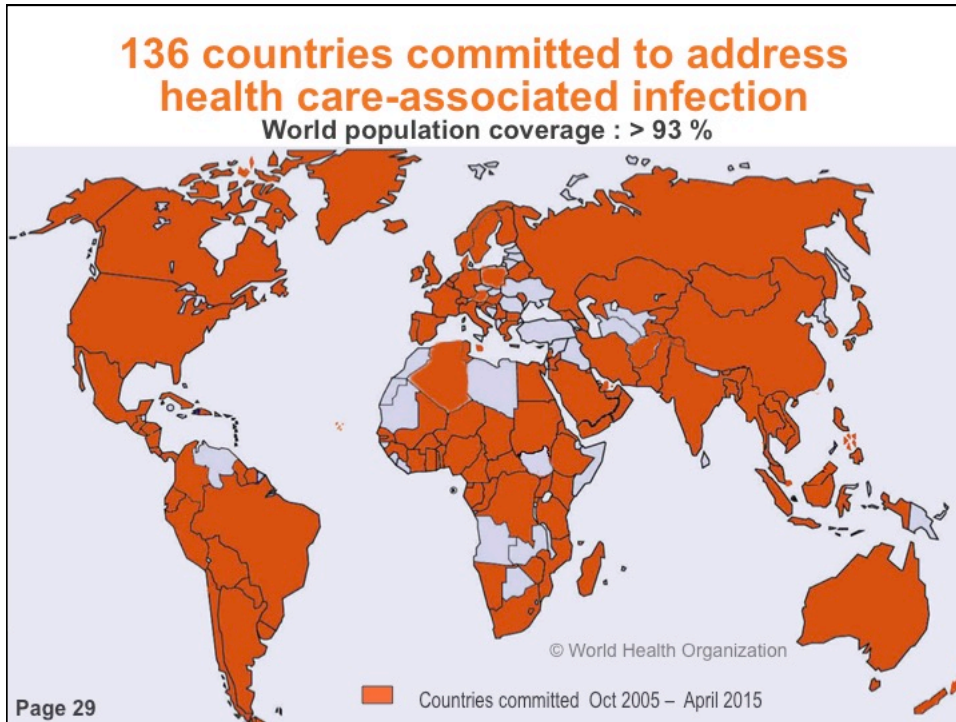 136 countries committed to address
health care-associated infection
World population coverage : > 93 %
© World Health Organization
Countries committed  Oct 2005 – April 2015
Page 29